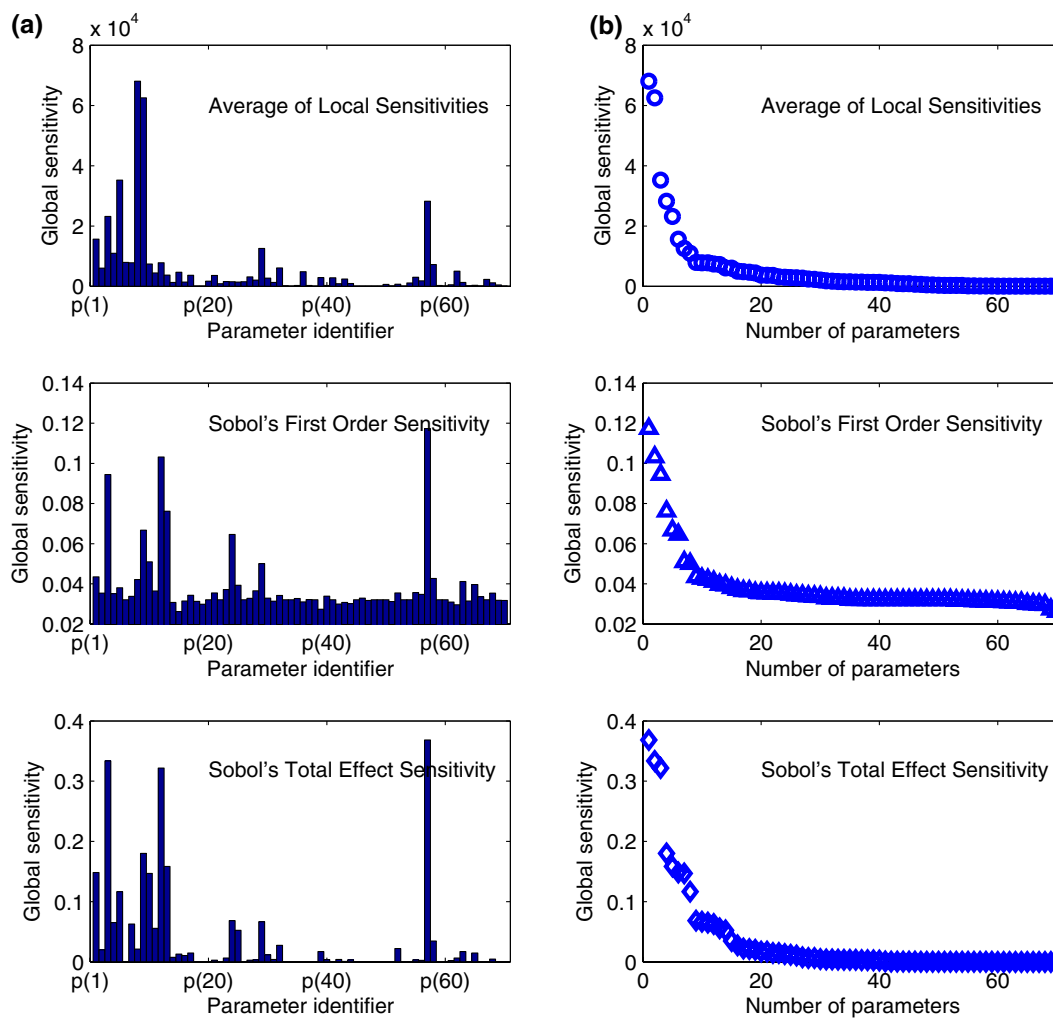 (a)
x 10^4
8
6
4
2
0
Global sensitivity
Average of Local Sensitivities
p(1) p(20) p(40) p(60)
Parameter identifier
(b)
x 10^4
8
6
4
2
0
Global sensitivity
Average of Local Sensitivities
0 20 40 60
Number of parameters
0.14
0.12
0.1
0.08
0.06
0.04
0.02
Global sensitivity
Sobol's First Order Sensitivity
p(1) p(20) p(40) p(60)
Parameter identifier
0.14
0.12
0.1
0.08
0.06
0.04
0.02
Global sensitivity
Sobol's First Order Sensitivity
0 20 40 60
Number of parameters
0.4
0.3
0.2
0.1
0
Global sensitivity
Sobol's Total Effect Sensitivity
p(1) p(20) p(40) p(60)
Parameter identifier
0.4
0.3
0.2
0.1
0
Global sensitivity
Sobol's Total Effect Sensitivity
0 20 40 60
Number of parameters